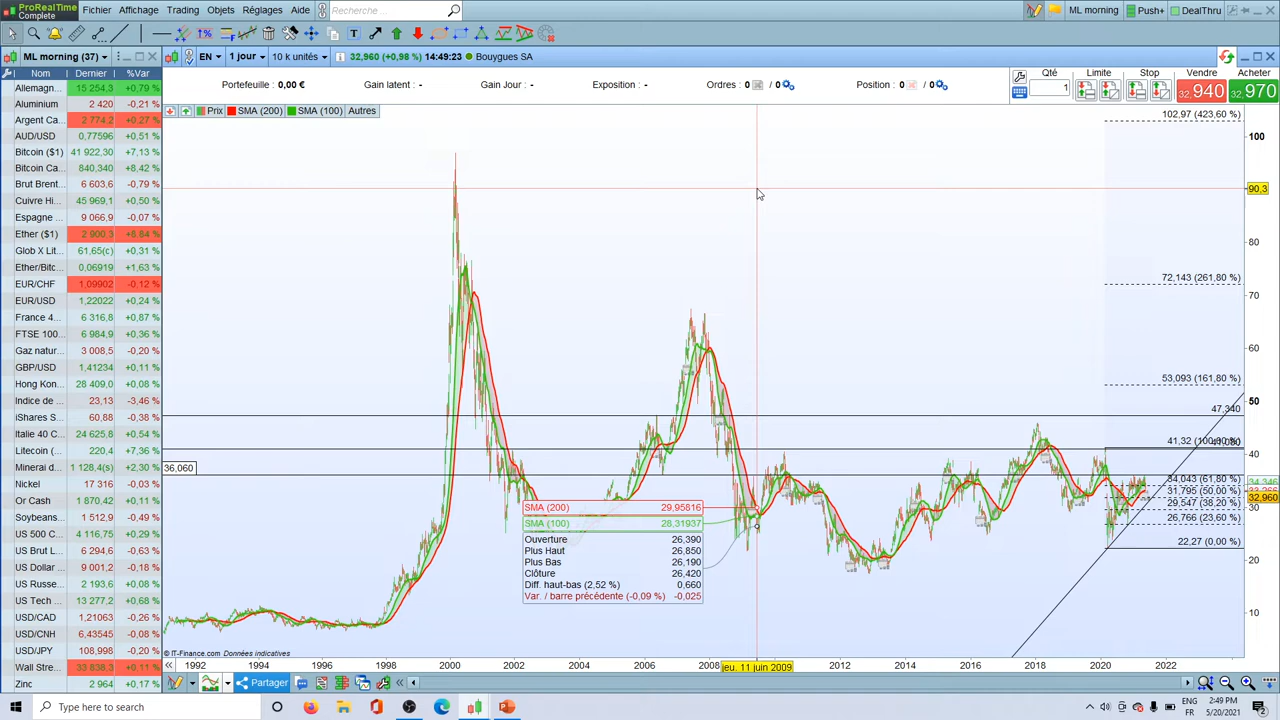 ProRealTime
Complete
Fichier Affichage Trading Objets Réglages Aide Recherche... ML morning Push+ DealThru
ML morning (37) EN 1 jour 10 k unités 32,960 (+0,98 %) 14:49:23 Bouygues SA
Nom Dernier %Var
Portefeuille : 0,00 € Gain latent : - Gain Jour : - Exposition : - Ordres : 0 / 0 Position : 0 / 0
Qté Limite Stop Vendre Acheter
1 32,940 32,970
Prix SMA (200) SMA (100) Autres
Allemagn... 15 254,3 +0,79 %
Aluminium 2 420 -0,21 %
Argent Ca... 2 774,2 +0,27 %
AUD/USD 0,77596 +0,51 %
Bitcoin ($1) 41 922,30 +7,13 %
Bitcoin Ca... 840,340 +8,42 %
Brut Brent... 6 603,6 -0,79 %
Cuivre Hi... 45 969,1 +0,50 %
Espagne ... 9 066,9 -0,07 %
Ether ($1) 2 900,3 +8,84 %
Glob X Lit... 61,65(c) +0,31 %
Ether/Bitc... 0,06919 +1,63 %
EUR/CHF 1,09902 -0,12 %
EUR/USD 1,22022 +0,24 %
France 4... 6 316,8 +0,87 %
FTSE 100... 6 984,9 +0,36 %
Gaz natur... 3 008,5 -0,20 %
GBP/USD 1,41234 +0,11 %
Hong Kon... 28 409,0 +0,08 %
Indice de ... 23,13 -3,46 %
iShares S... 60,88 -0,38 %
Italie 40 C... 24 625,8 +0,54 %
Litecoin (... 220,4 +7,36 %
Minerai d... 1 128,4(s) +2,30 %
Nickel 17 316 -0,03 %
Or Cash 1 870,42 +0,11 %
Soybeans... 1 512,9 -0,49 %
US 500 C... 4 116,75 +0,29 %
US Brut L... 6 294,6 -0,63 %
US Dollar ... 9 001,2 -0,18 %
US Russe... 2 193,6 +0,08 %
US Tech ... 13 277,2 +0,68 %
USD/CAD 1,21063 -0,26 %
USD/CNH 6,43545 -0,08 %
USD/JPY 108,998 -0,20 %
Wall Stre... 33 838,3 +0,11 %
Zinc 2 964 +0,17 %
102,97 (423,60 %)
100
90,3
80
72,143 (261,80 %)
70
60
53,093 (161,80 %)
50
47,340
41,32 (100,00 %)
40
36,060
34,043 (61,80 %)
31,795 (50,00 %)
32,960
29,547 (38,20 %)
30
26,766 (23,60 %)
22,27 (0,00 %)
20
10
SMA (200) 29,95816
SMA (100) 28,31937
Ouverture 26,390
Plus Haut 26,850
Plus Bas 26,190
Clôture 26,420
Diff. haut-bas (2,52 %) 0,660
Var. / barre précédente (-0,09 %) -0,025
© IT-Finance.com Données indicatives
1992 1994 1996 1998 2000 2002 2004 2006 2008 jeu. 11 juin 2009 2012 2014 2016 2018 2020 2022
Partager
Type here to search
ENG
FR
2:49 PM
5/20/2021
2